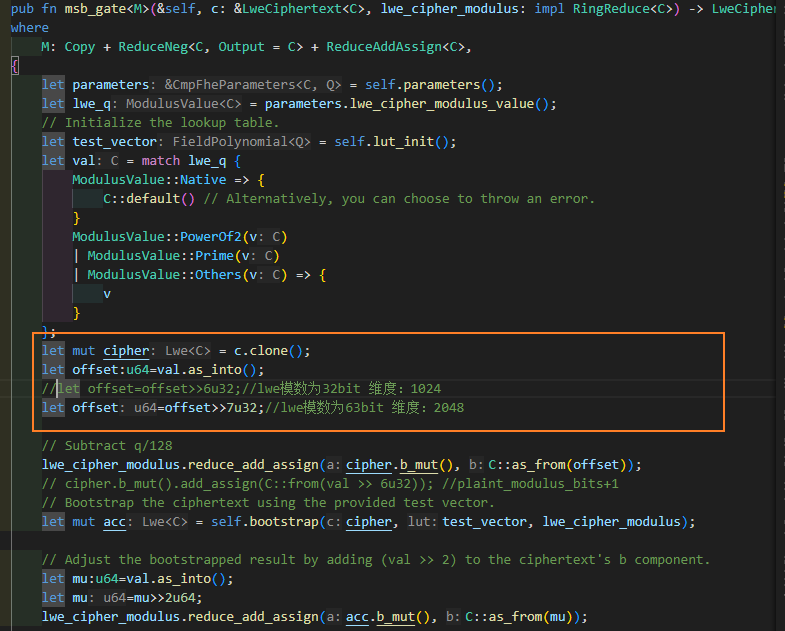 pub fn msb_gate<M>(&self, c: &LweCiphertext<C>, lwe_cipher_modulus: impl RingReduce<C>) -> LweCipher
where
    M: Copy + ReduceNeg<C, Output = C> + ReduceAddAssign<C>,
{
    let parameters: &CmpFheParameters<C, Q> = self.parameters();
    let lwe_q: ModulusValue<C> = parameters.lwe_cipher_modulus_value();
    // Initialize the lookup table.
    let test_vector: FieldPolynomial<Q> = self.lut_init();
    let val: C = match lwe_q {
        ModulusValue::Native => {
            C::default() // Alternatively, you can choose to throw an error.
        }
        ModulusValue::PowerOf2(v: C)
        | ModulusValue::Prime(v: C)
        | ModulusValue::Others(v: C) => {
            v
        }
    };
    let mut cipher: Lwe<C> = c.clone();
    let offset:u64=val.as_into();
    //let offset=offset>>6u32;//lwe模数为32bit 维度：1024
    let offset: u64=offset>>7u32;//lwe模数为63bit 维度：2048
    // Subtract q/128
    lwe_cipher_modulus.reduce_add_assign(a: cipher.b_mut(), b: C::as_from(offset));
    // cipher.b_mut().add_assign(C::from(val >> 6u32)); //plaint_modulus_bits+1
    // Bootstrap the ciphertext using the provided test vector.
    let mut acc: Lwe<C> = self.bootstrap(c: cipher, lut: test_vector, lwe_cipher_modulus);
    // Adjust the bootstrapped result by adding (val >> 2) to the ciphertext's b component.
    let mu:u64=val.as_into();
    let mu: u64=mu>>2u64;
    lwe_cipher_modulus.reduce_add_assign(a: acc.b_mut(), b: C::as_from(mu));